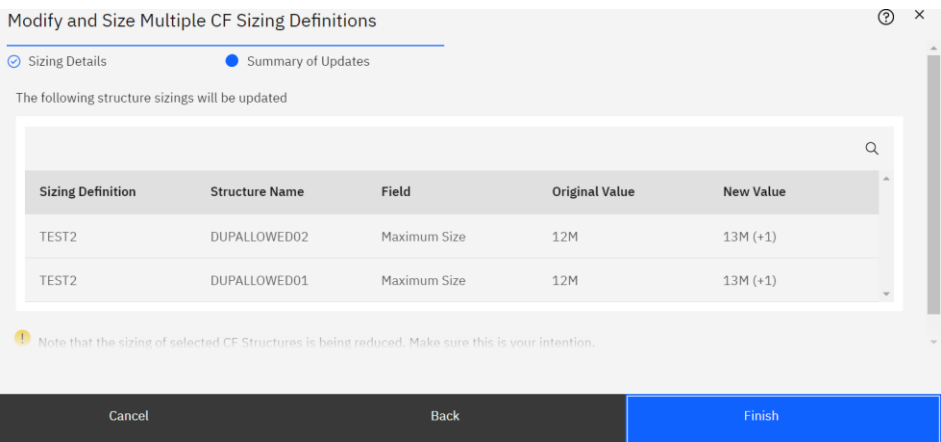 Modify and Size Multiple CF Sizing Definitions
Sizing Details Summary of Updates
The following structure sizings will be updated
Sizing Definition Structure Name Field Original Value New Value
TEST2 DUPALLOWED02 Maximum Size 12M 13M (+1)
TEST2 DUPALLOWED01 Maximum Size 12M 13M (+1)
Note that the sizing of selected CF Structures is being reduced. Make sure this is your intention.
Cancel Back Finish